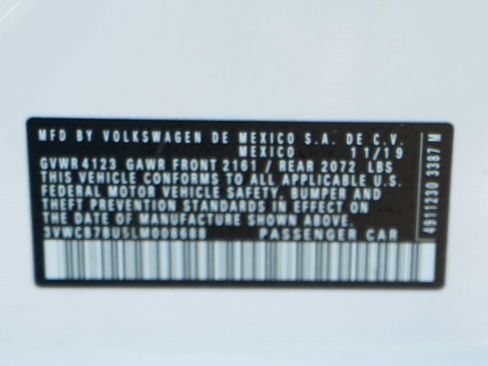 MFD BY VOLKSWAGEN DE MEXICO S.A. DE C.V.
MEXICO 11/19
GVWR 4123 GAWR FRONT 2161 / REAR 2072 LBS
THIS VEHICLE CONFORMS TO ALL APPLICABLE U.S.
FEDERAL MOTOR VEHICLE SAFETY, BUMPER AND
THEFT PREVENTION STANDARDS IN EFFECT ON
THE DATE OF MANUFACTURE SHOWN ABOVE.
PASSENGER CAR
4911230 3387 M